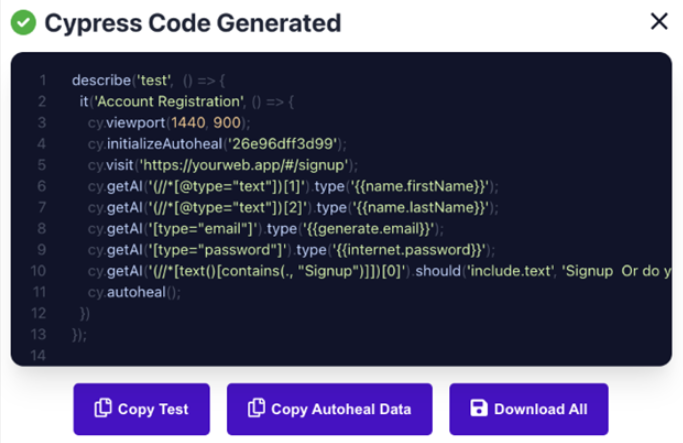 Cypress Code Generated
1 describe('test', () => {
2 it('Account Registration', () => {
3 cy.viewport(1440, 900);
4 cy.initializeAutoheal('26e96dff3d99');
5 cy.visit('https://yourweb.app/#/signup');
6 cy.getAI('(//*[@type="text"])[1]').type('{{name.firstName}}');
7 cy.getAI('(//*[@type="text"])[2]').type('{{name.lastName}}');
8 cy.getAI('[type="email"]').type('{{generate.email}}');
9 cy.getAI('[type="password"]').type('{{internet.password}}');
10 cy.getAI('(//*[text()[contains(., "Signup")]])[0]').should('include.text', 'Signup Or do y
11 cy.autoheal();
12 })
13 });
14
Copy Test
Copy Autoheal Data
Download All